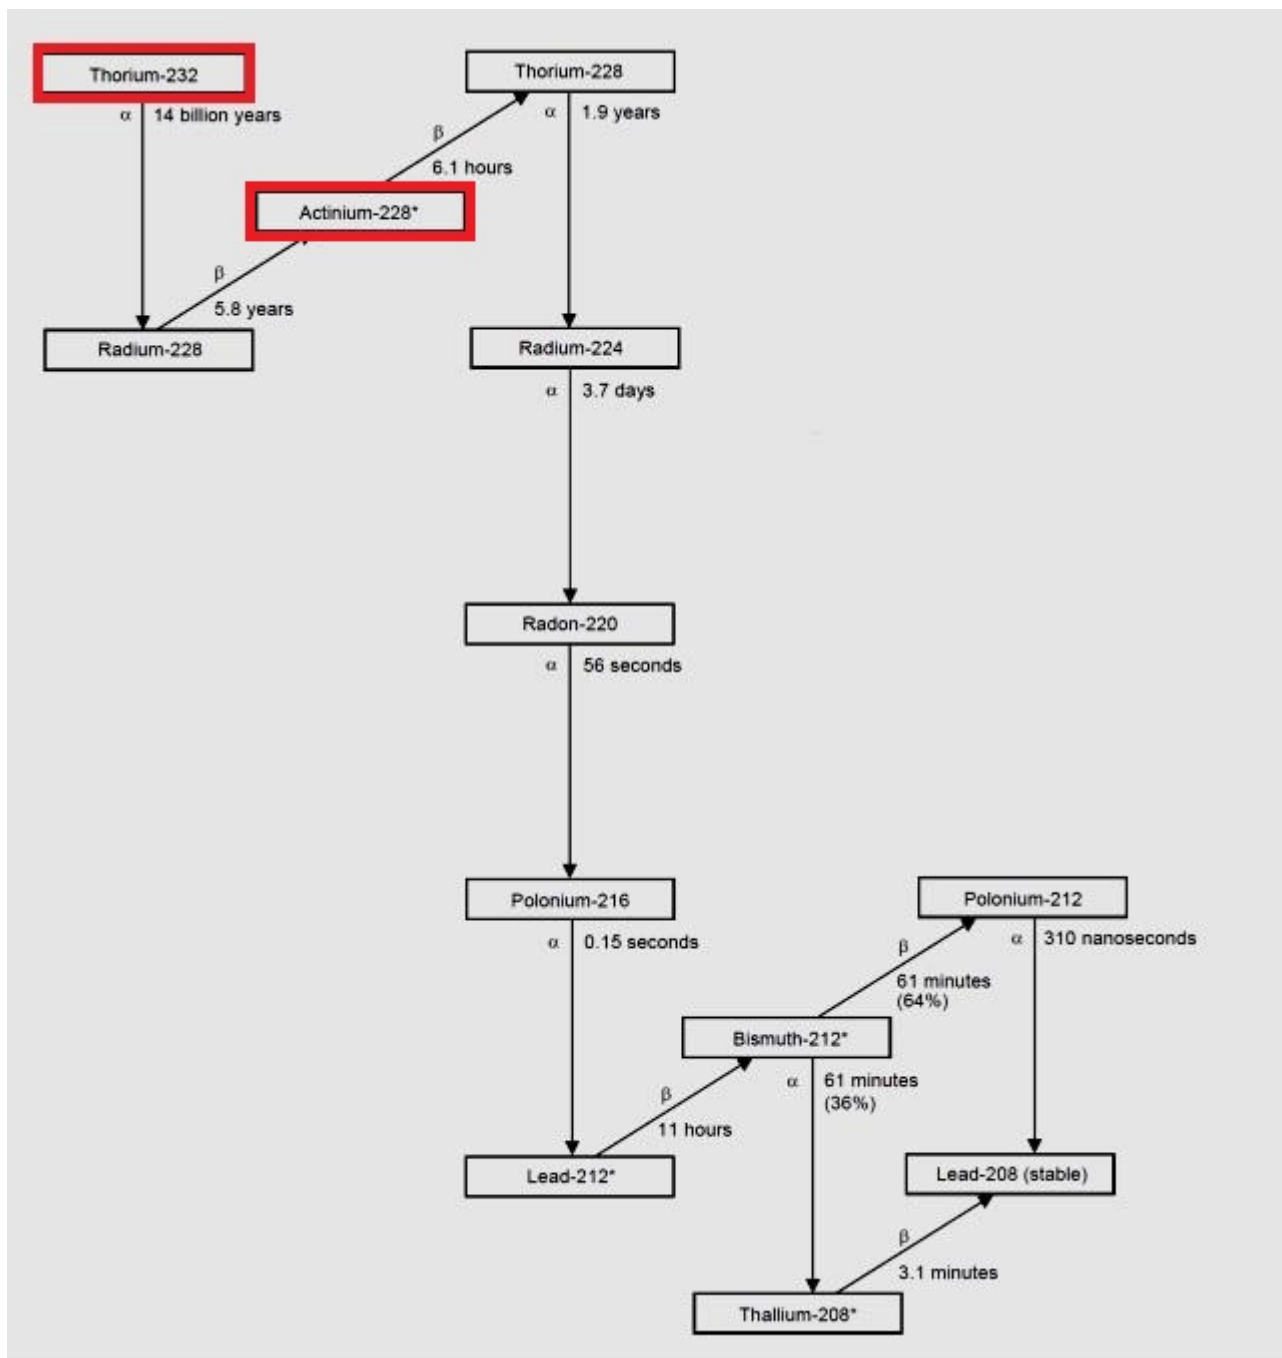 Thorium-232
α 14 billion years
Thorium-228
α 1.9 years
β
6.1 hours
Actinium-228*
β
5.8 years
Radium-228
Radium-224
α 3.7 days
Radon-220
α 56 seconds
Polonium-216
α 0.15 seconds
Polonium-212
α 310 nanoseconds
β
61 minutes
(64%)
Bismuth-212*
α 61 minutes
(36%)
β
11 hours
Lead-212*
Lead-208 (stable)
β
3.1 minutes
Thallium-208*